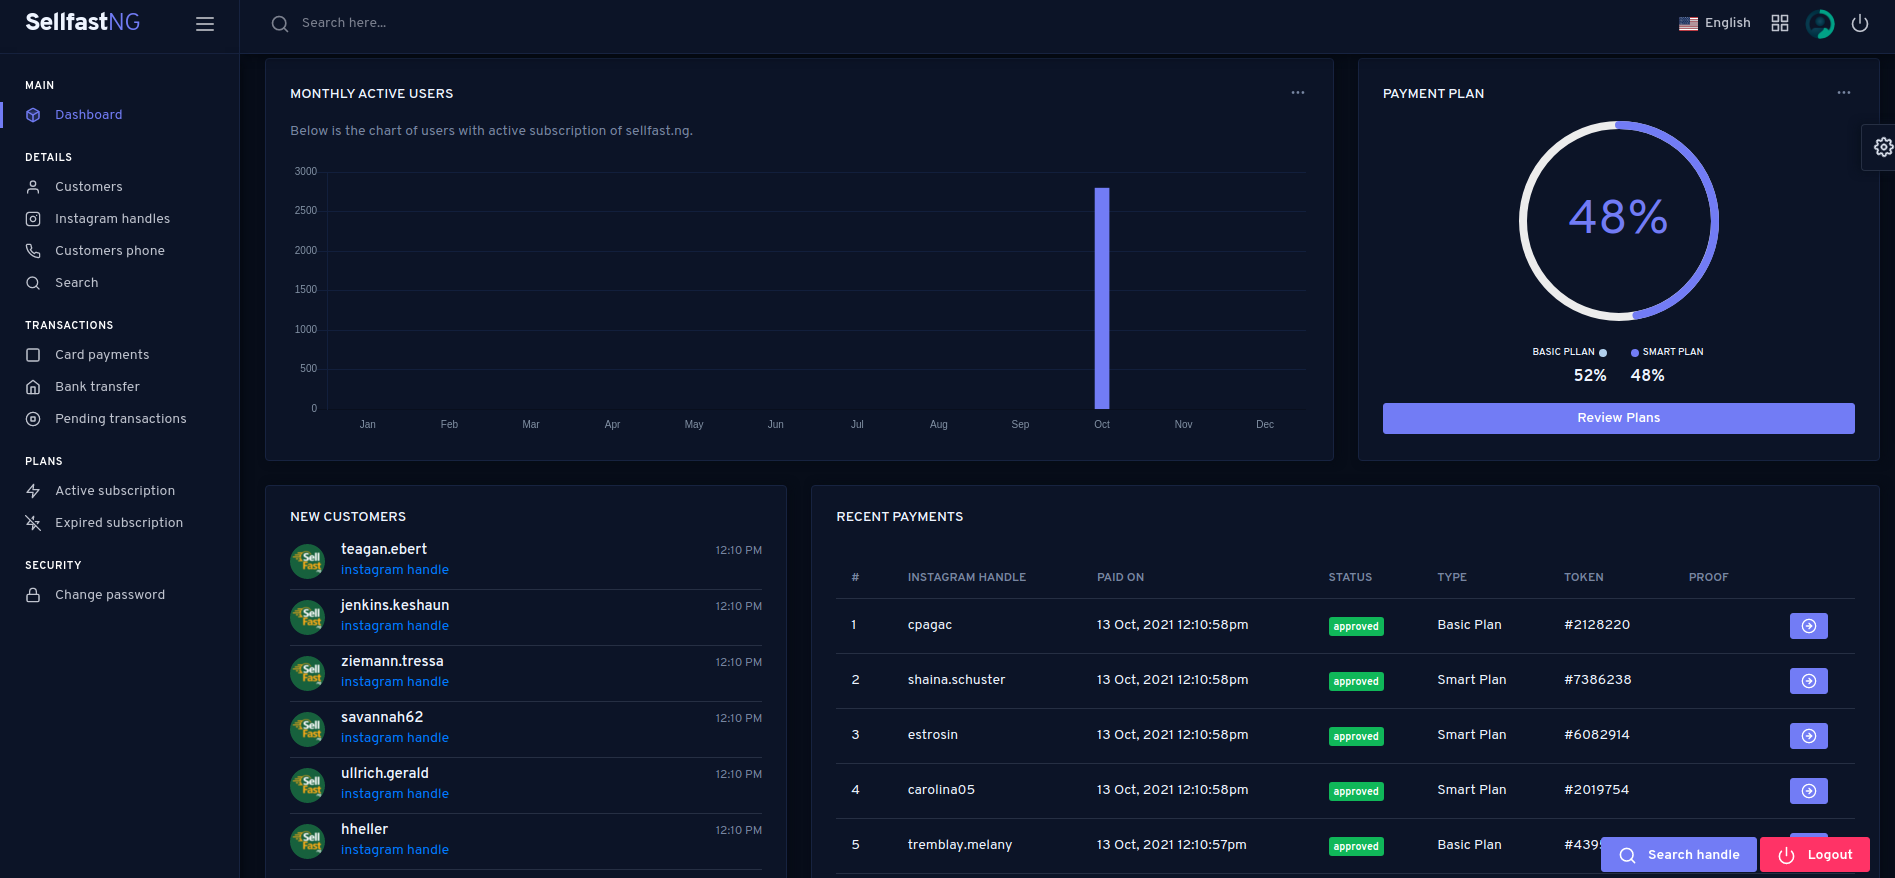 SellfastNG
Search here...
English
MAIN
Dashboard
DETAILS
Customers
Instagram handles
Customers phone
Search
TRANSACTIONS
Card payments
Bank transfer
Pending transactions
PLANS
Active subscription
Expired subscription
SECURITY
Change password
MONTHLY ACTIVE USERS
Below is the chart of users with active subscription of sellfast.ng.
3000
2500
2000
1500
1000
500
0
Jan Feb Mar Apr May Jun Jul Aug Sep Oct Nov Dec
PAYMENT PLAN
48%
BASIC PLLAN SMART PLAN
52% 48%
Review Plans
NEW CUSTOMERS
Sell Fast
teagan.ebert 12:10 PM
instagram handle
Sell Fast
jenkins.keshaun 12:10 PM
instagram handle
Sell Fast
ziemann.tressa 12:10 PM
instagram handle
Sell Fast
savannah62 12:10 PM
instagram handle
Sell Fast
ullrich.gerald 12:10 PM
instagram handle
Sell Fast
hheller 12:10 PM
instagram handle
RECENT PAYMENTS
# INSTAGRAM HANDLE PAID ON STATUS TYPE TOKEN PROOF
1 cpagac 13 Oct, 2021 12:10:58pm approved Basic Plan #2128220
2 shaina.schuster 13 Oct, 2021 12:10:58pm approved Smart Plan #7386238
3 estrosin 13 Oct, 2021 12:10:58pm approved Smart Plan #6082914
4 carolina05 13 Oct, 2021 12:10:58pm approved Smart Plan #2019754
5 tremblay.melany 13 Oct, 2021 12:10:57pm approved Basic Plan
Search handle
Logout